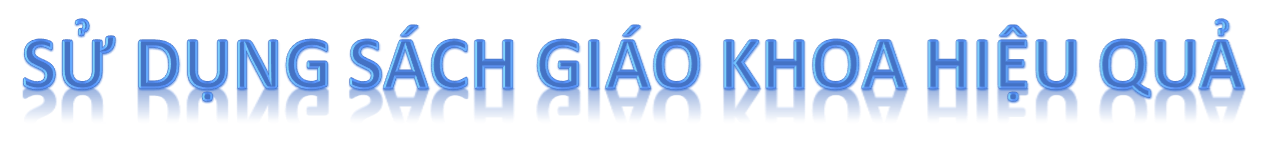 SỬ DỤNG SÁCH GIÁO KHOA HIỆU QUẢ